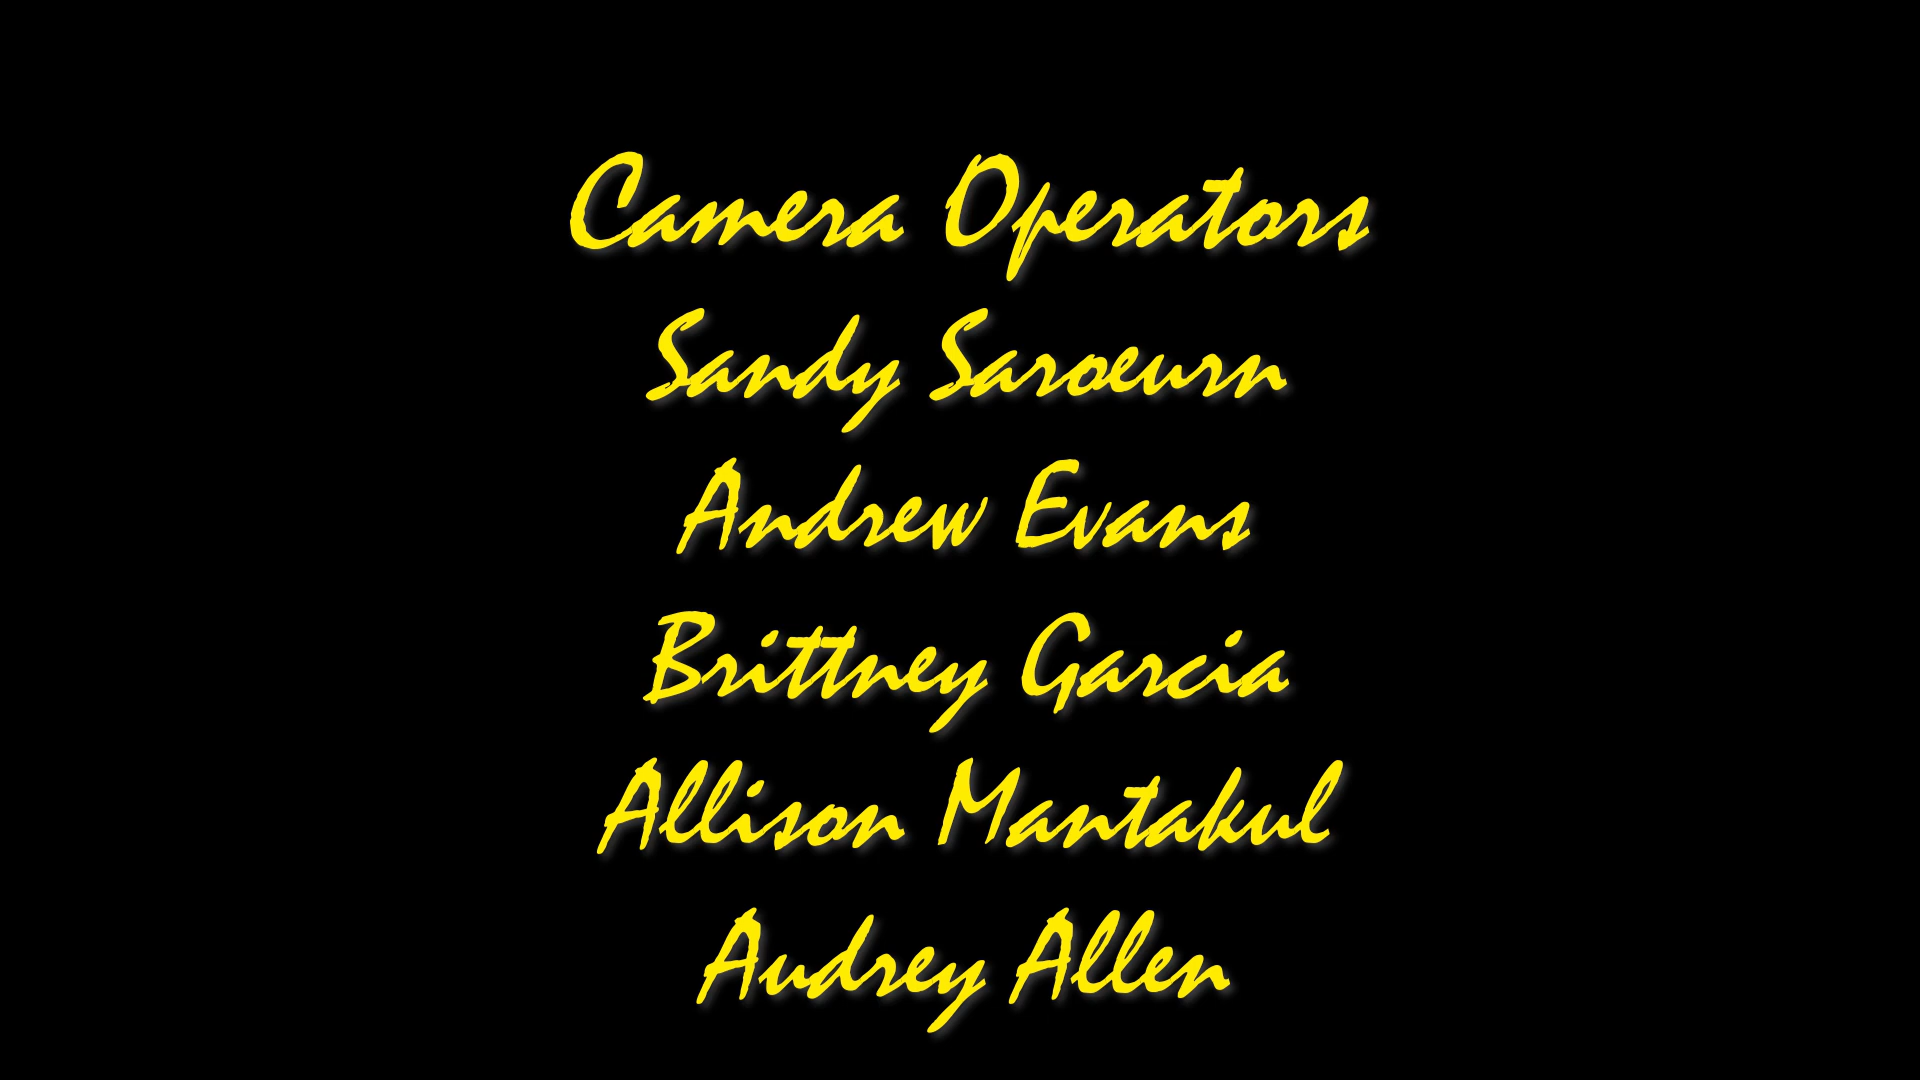 Camera Operators
Sandy Saroeurn
Andrew Evans
Brittney Garcia
Allison Mantakul
Audrey Allen